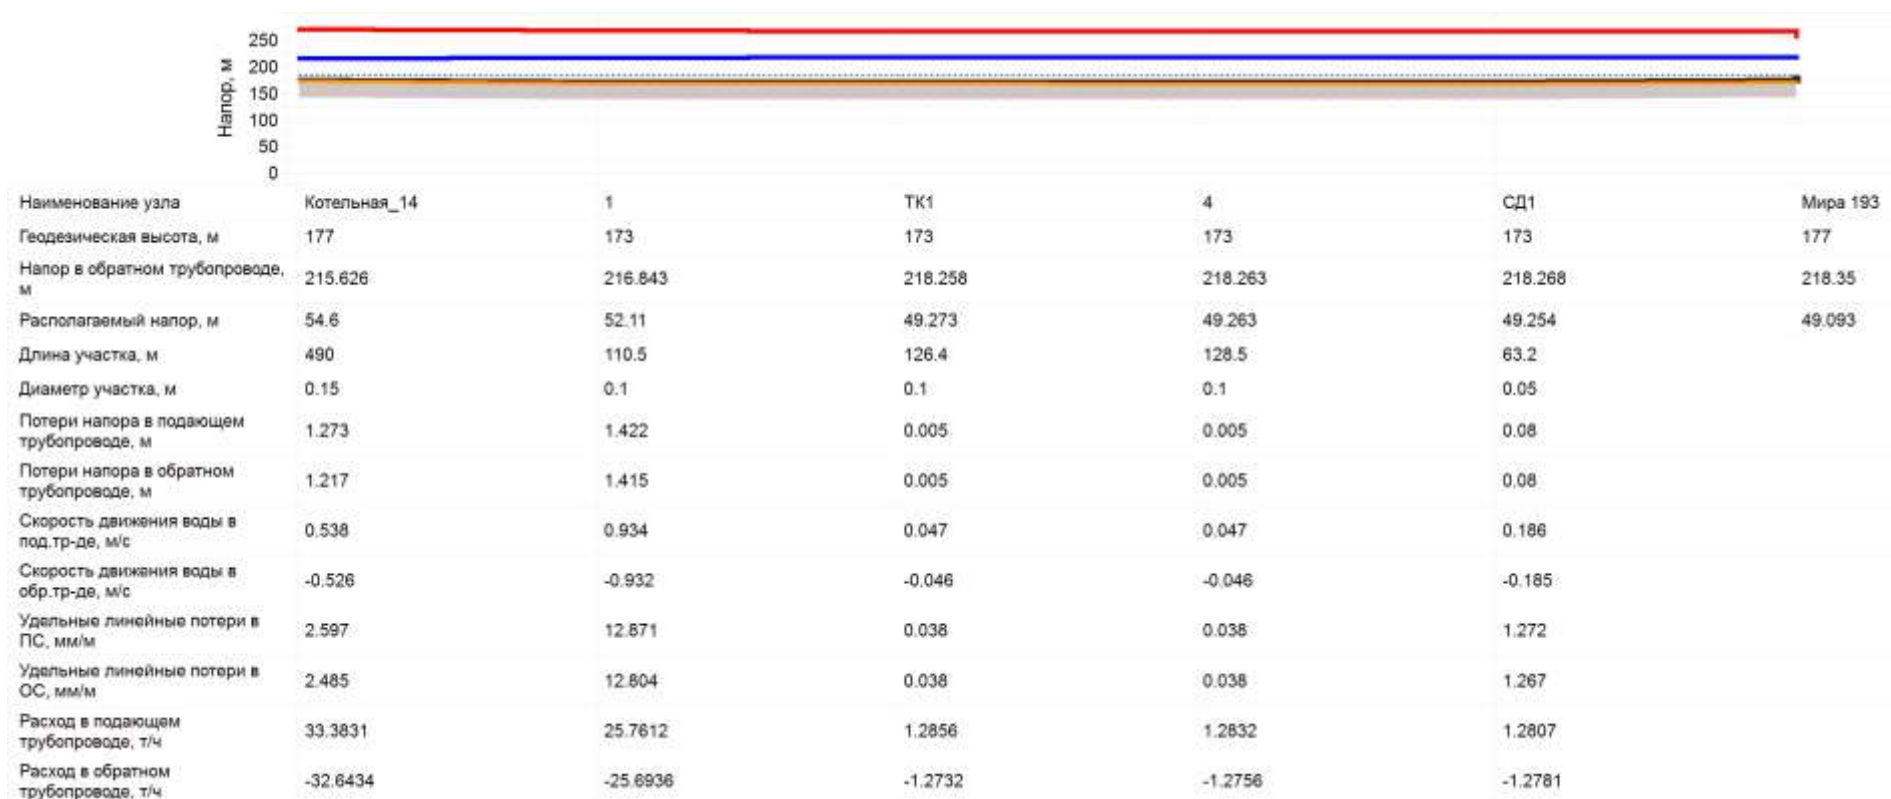 250
200
150
100
50
0
Напор, м
Наименование узла Котельная_14 1 ТК1 4 СД1 Мира 193
Геодезическая высота, м 177 173 173 173 173 177
Напор в обратном трубопроводе,
м 215.626 216.843 218.258 218.263 218.268 218.35
Располагаемый напор, м 54.6 52.11 49.273 49.263 49.254 49.093
Длина участка, м 490 110.5 126.4 128.5 63.2
Диаметр участка, м 0.15 0.1 0.1 0.1 0.05
Потери напора в подающем
трубопроводе, м 1.273 1.422 0.005 0.005 0.08
Потери напора в обратном
трубопроводе, м 1.217 1.415 0.005 0.005 0.08
Скорость движения воды в
под.тр-де, м/с 0.538 0.934 0.047 0.047 0.186
Скорость движения воды в
обр.тр-де, м/с -0.526 -0.932 -0.046 -0.046 -0.185
Удельные линейные потери в
ПС, мм/м 2.597 12.871 0.038 0.038 1.272
Удельные линейные потери в
ОС, мм/м 2.485 12.804 0.038 0.038 1.267
Расход в подающем
трубопроводе, т/ч 33.3831 25.7612 1.2856 1.2832 1.2807
Расход в обратном
трубопроводе, т/ч -32.6434 -25.6936 -1.2732 -1.2756 -1.2781